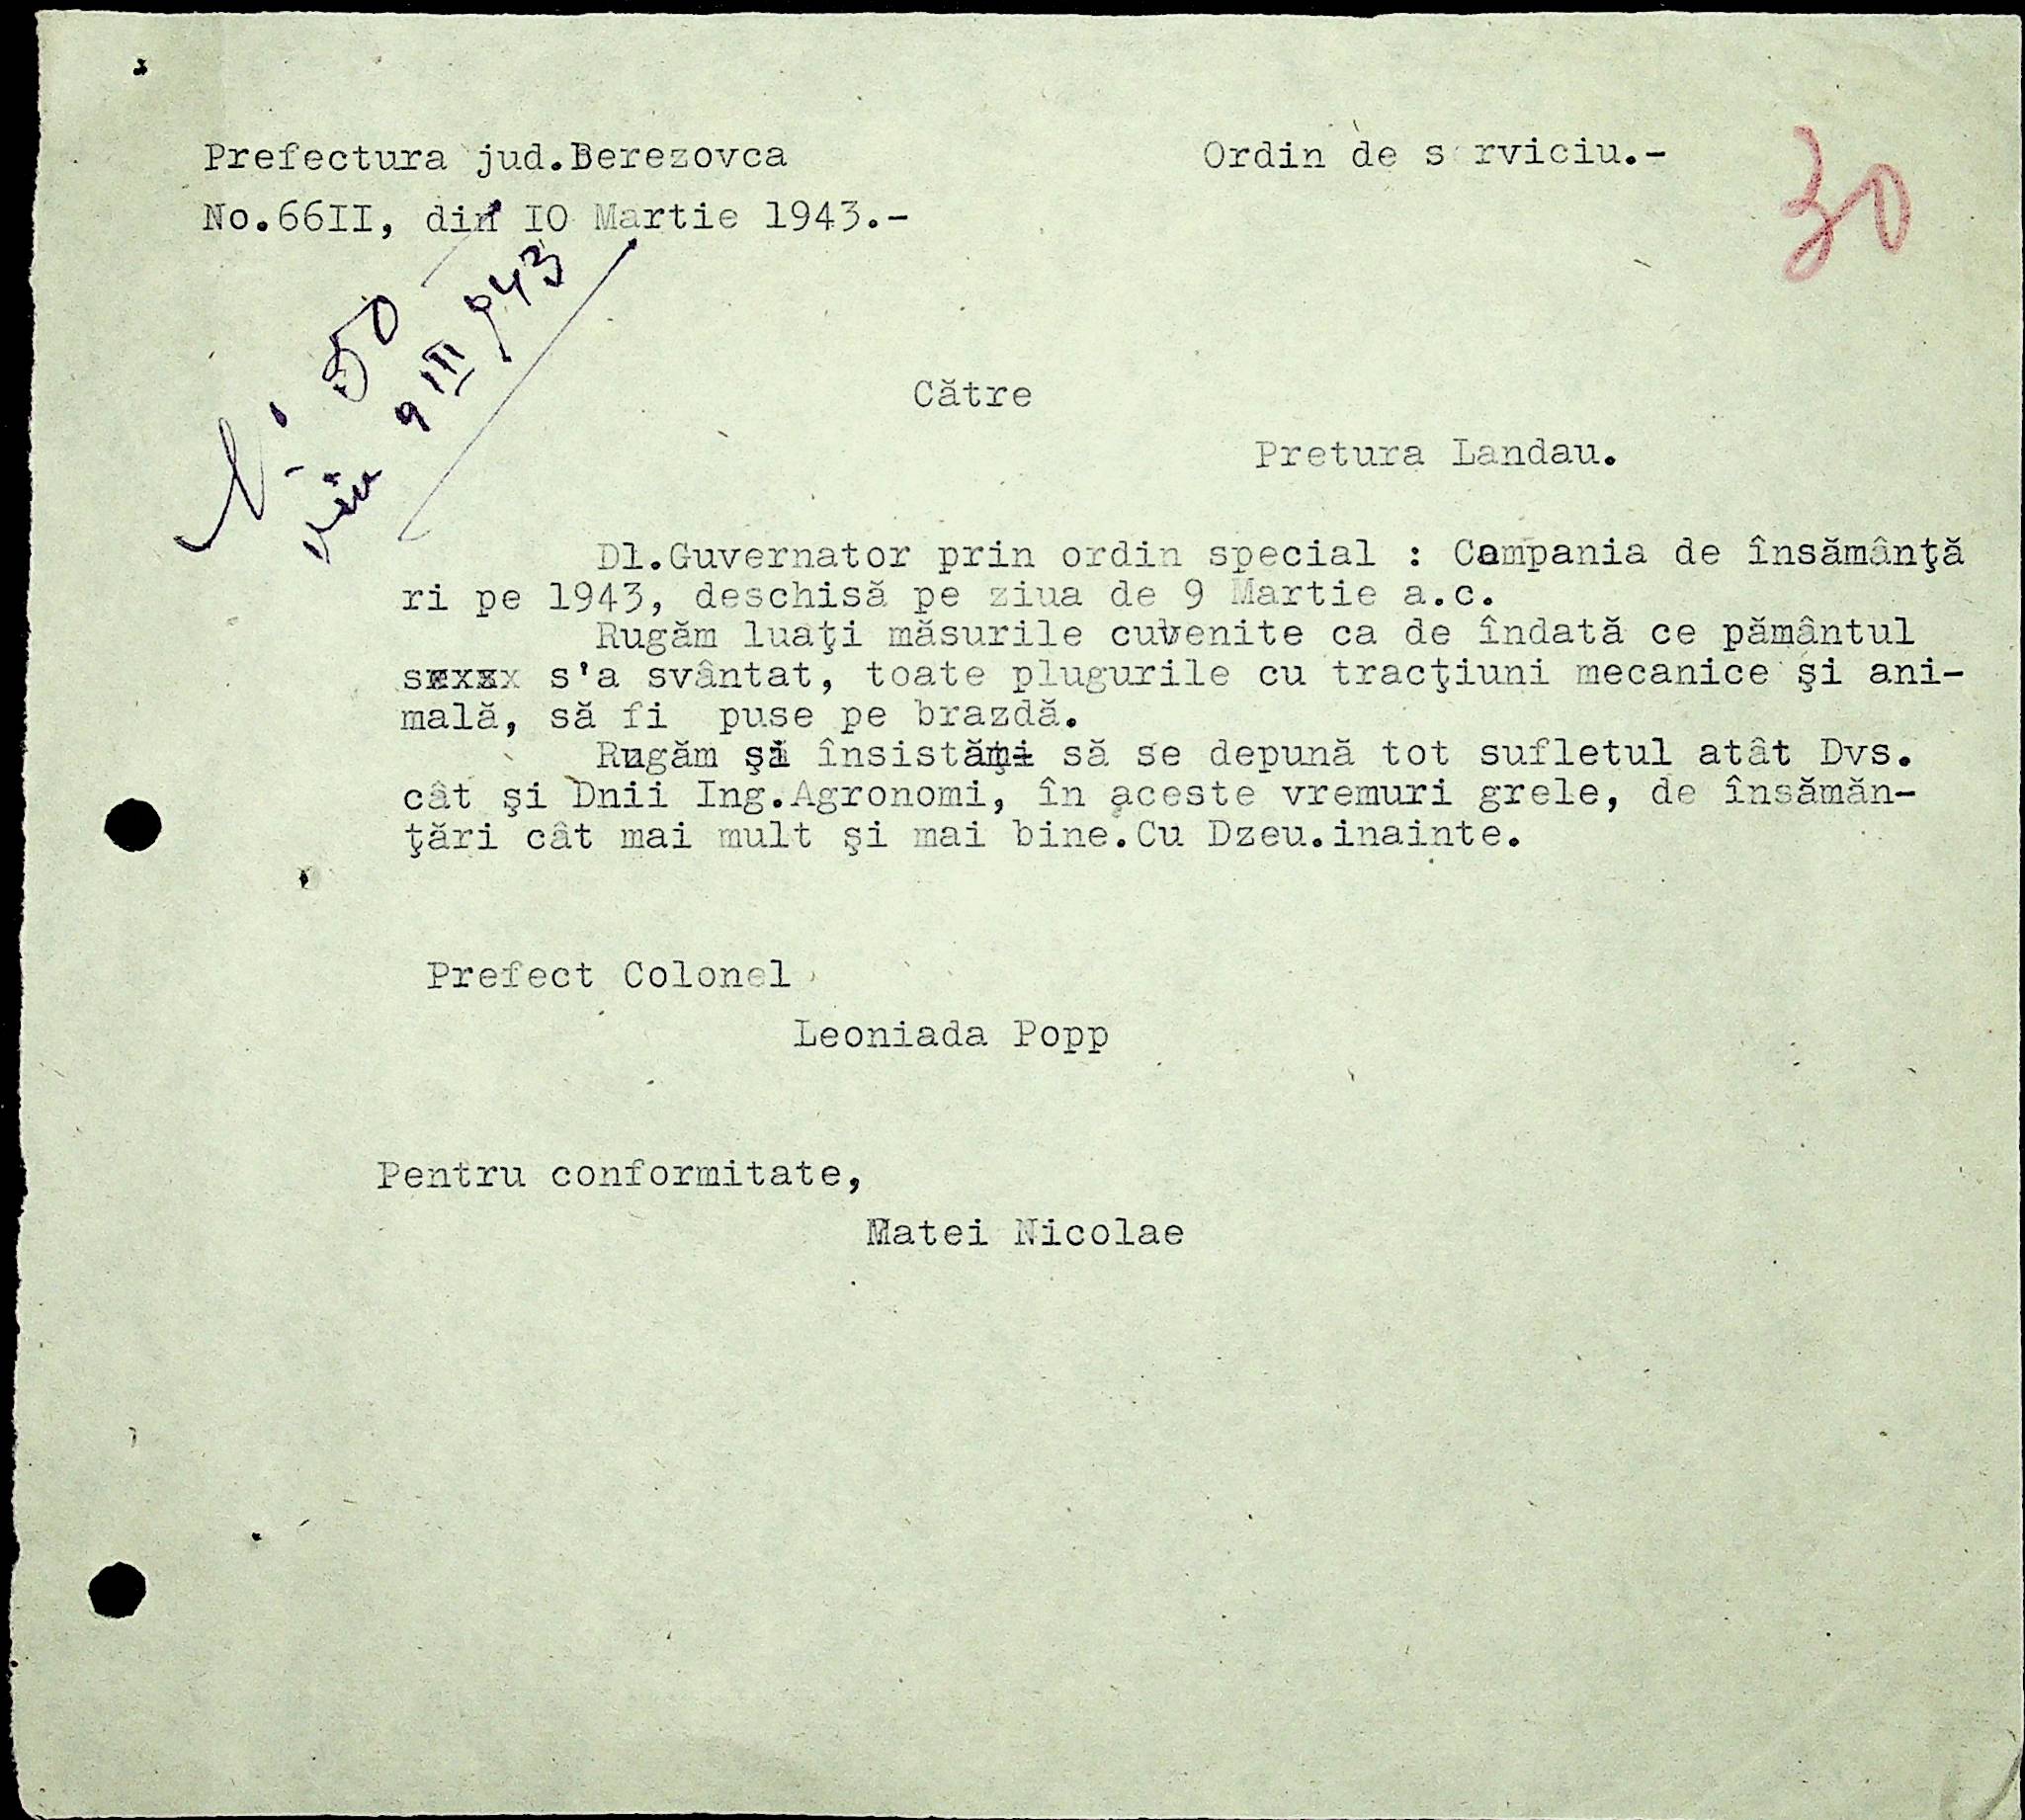 Prefectura jud.Berezovca
Ordin de s rviciu.-
30
No.66II, din IO Martie 1943.-
No 50
din 9 III 943
Către
Pretura Landau.
Dl.Guvernator prin ordin special : Campania de însămânţă
ri pe 1943, deschisă pe ziua de 9 Martie a.c.
Rugăm luaţi măsurile cuvenite ca de îndată ce pământul
s'a svântat, toate plugurile cu tracţiuni mecanice şi ani-
mală, să fi puse pe brazdă.
Rugăm şi însistăm să se depună tot sufletul atât Dvs.
cât şi Dnii Ing.Agronomi, în aceste vremuri grele, de însămăn-
ţări cât mai mult şi mai bine.Cu Dzeu.inainte.
Prefect Colonel
Leoniada Popp
Pentru conformitate,
Matei Nicolae